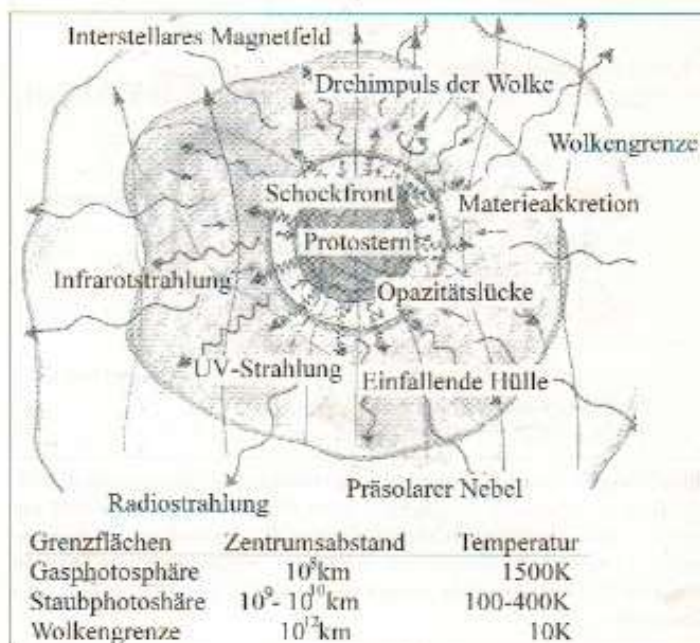 Interstellares Magnetfeld
Drehimpuls der Wolke
Wolkengrenze
Schockfront
Materieakkretion
Protostern
Infrarotstrahlung
Opazitätslücke
UV-Strahlung
Einfallende Hülle
Präsolarer Nebel
Radiostrahlung
Grenzflächen Zentrumsabstand Temperatur
Gasphotosphäre 10⁸km 1500K
Staubphotoshäre 10⁹- 10¹⁰km 100-400K
Wolkengrenze 10¹²km 10K